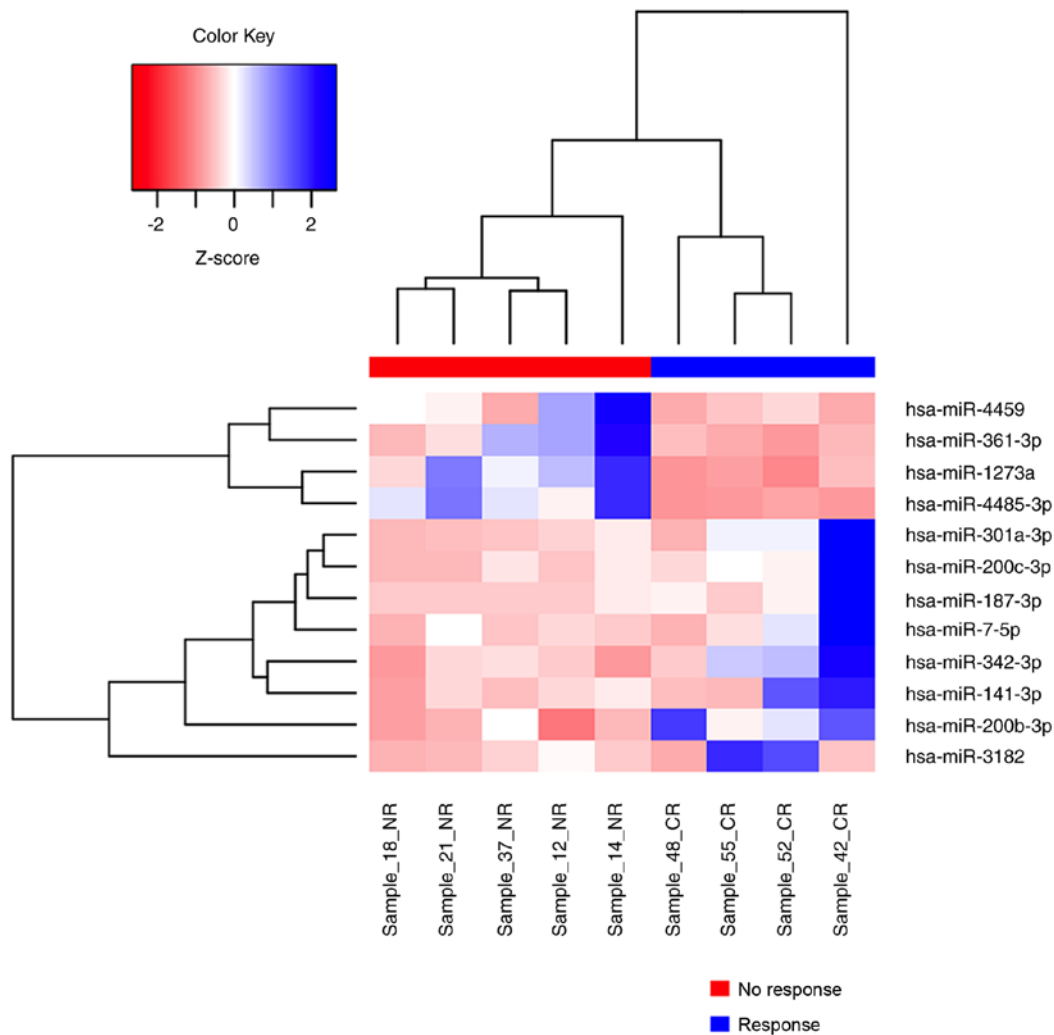 Color Key
-2 0 2
Z-score
hsa-miR-4459
hsa-miR-361-3p
hsa-miR-1273a
hsa-miR-4485-3p
hsa-miR-301a-3p
hsa-miR-200c-3p
hsa-miR-187-3p
hsa-miR-7-5p
hsa-miR-342-3p
hsa-miR-141-3p
hsa-miR-200b-3p
hsa-miR-3182
Sample_18_NR
Sample_21_NR
Sample_37_NR
Sample_12_NR
Sample_14_NR
Sample_48_CR
Sample_55_CR
Sample_52_CR
Sample_42_CR
No response
Response